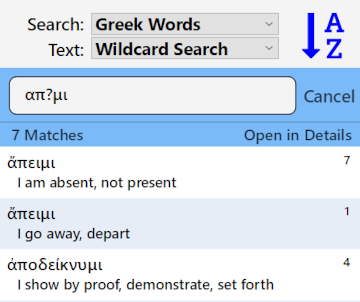 Search: Greek Words
Text: Wildcard Search
A
Z
απ?μι
Cancel
7 Matches Open in Details
ἄπειμι 7
I am absent, not present
ἄπειμι 1
I go away, depart
ἀποδείκνυμι 4
I show by proof, demonstrate, set forth